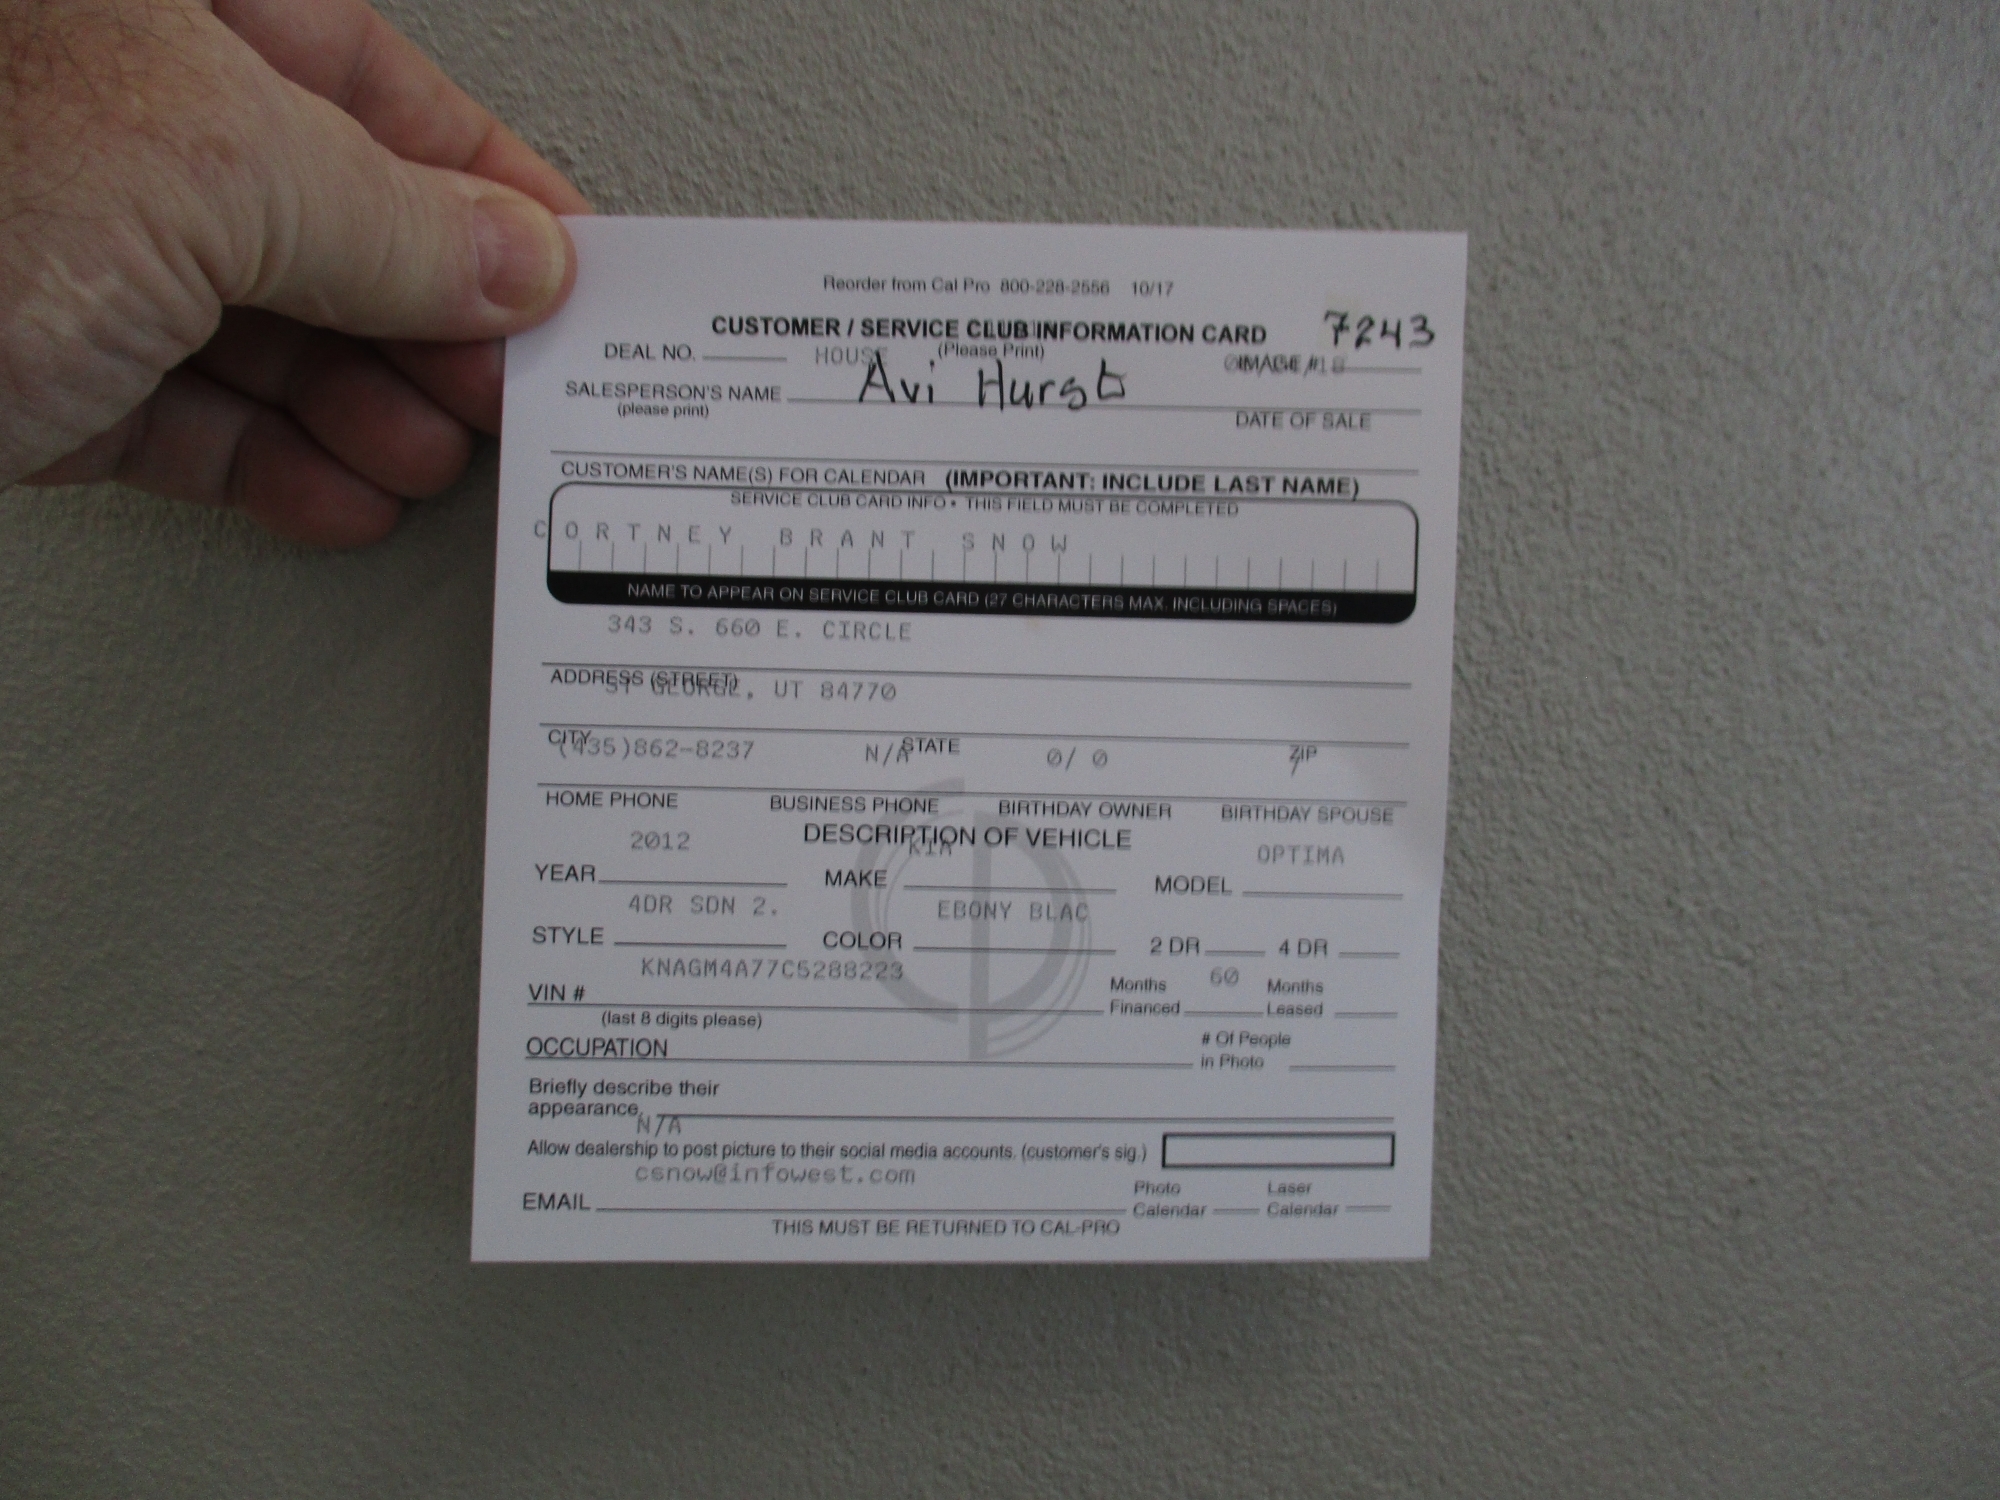 Reorder from Cal Pro 800-228-2556 10/17
CUSTOMER / SERVICE CLUB INFORMATION CARD 7243
DEAL NO. HOUSE (Please Print) IMAGE #
SALESPERSON'S NAME Avi Hurst
(please print) DATE OF SALE
CUSTOMER'S NAME(S) FOR CALENDAR (IMPORTANT: INCLUDE LAST NAME)
SERVICE CLUB CARD INFO • THIS FIELD MUST BE COMPLETED
CORTNEY BRANT SNOW
NAME TO APPEAR ON SERVICE CLUB CARD (27 CHARACTERS MAX. INCLUDING SPACES)
343 S. 660 E. CIRCLE
ADDRESS (STREET)
ST GEORGE, UT 84770
CITY STATE ZIP
(435)862-8237 N/A 0/ 0 /
HOME PHONE BUSINESS PHONE BIRTHDAY OWNER BIRTHDAY SPOUSE
DESCRIPTION OF VEHICLE
2012 KIA OPTIMA
YEAR MAKE MODEL
4DR SDN 2. EBONY BLAC
STYLE COLOR 2 DR 4 DR
KNAGM4A77C5288223 60
VIN # Months Financed Months Leased
(last 8 digits please)
OCCUPATION # Of People in Photo
Briefly describe their
appearance.
N/A
Allow dealership to post picture to their social media accounts. (customer's sig.)
csnow@infowest.com
EMAIL Photo Calendar Laser Calendar
THIS MUST BE RETURNED TO CAL-PRO